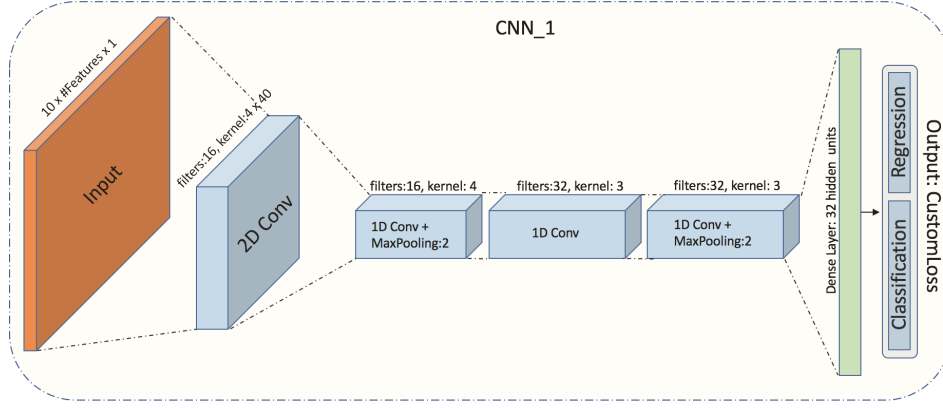 CNN_1
10 x #Features x 1
Input
filters:16, kernel:4 x 40
2D Conv
filters:16, kernel: 4
1D Conv +
MaxPooling:2
filters:32, kernel: 3
1D Conv
filters:32, kernel: 3
1D Conv +
MaxPooling:2
Dense Layer: 32 hidden units
Regression
Classification
Output: CustomLoss